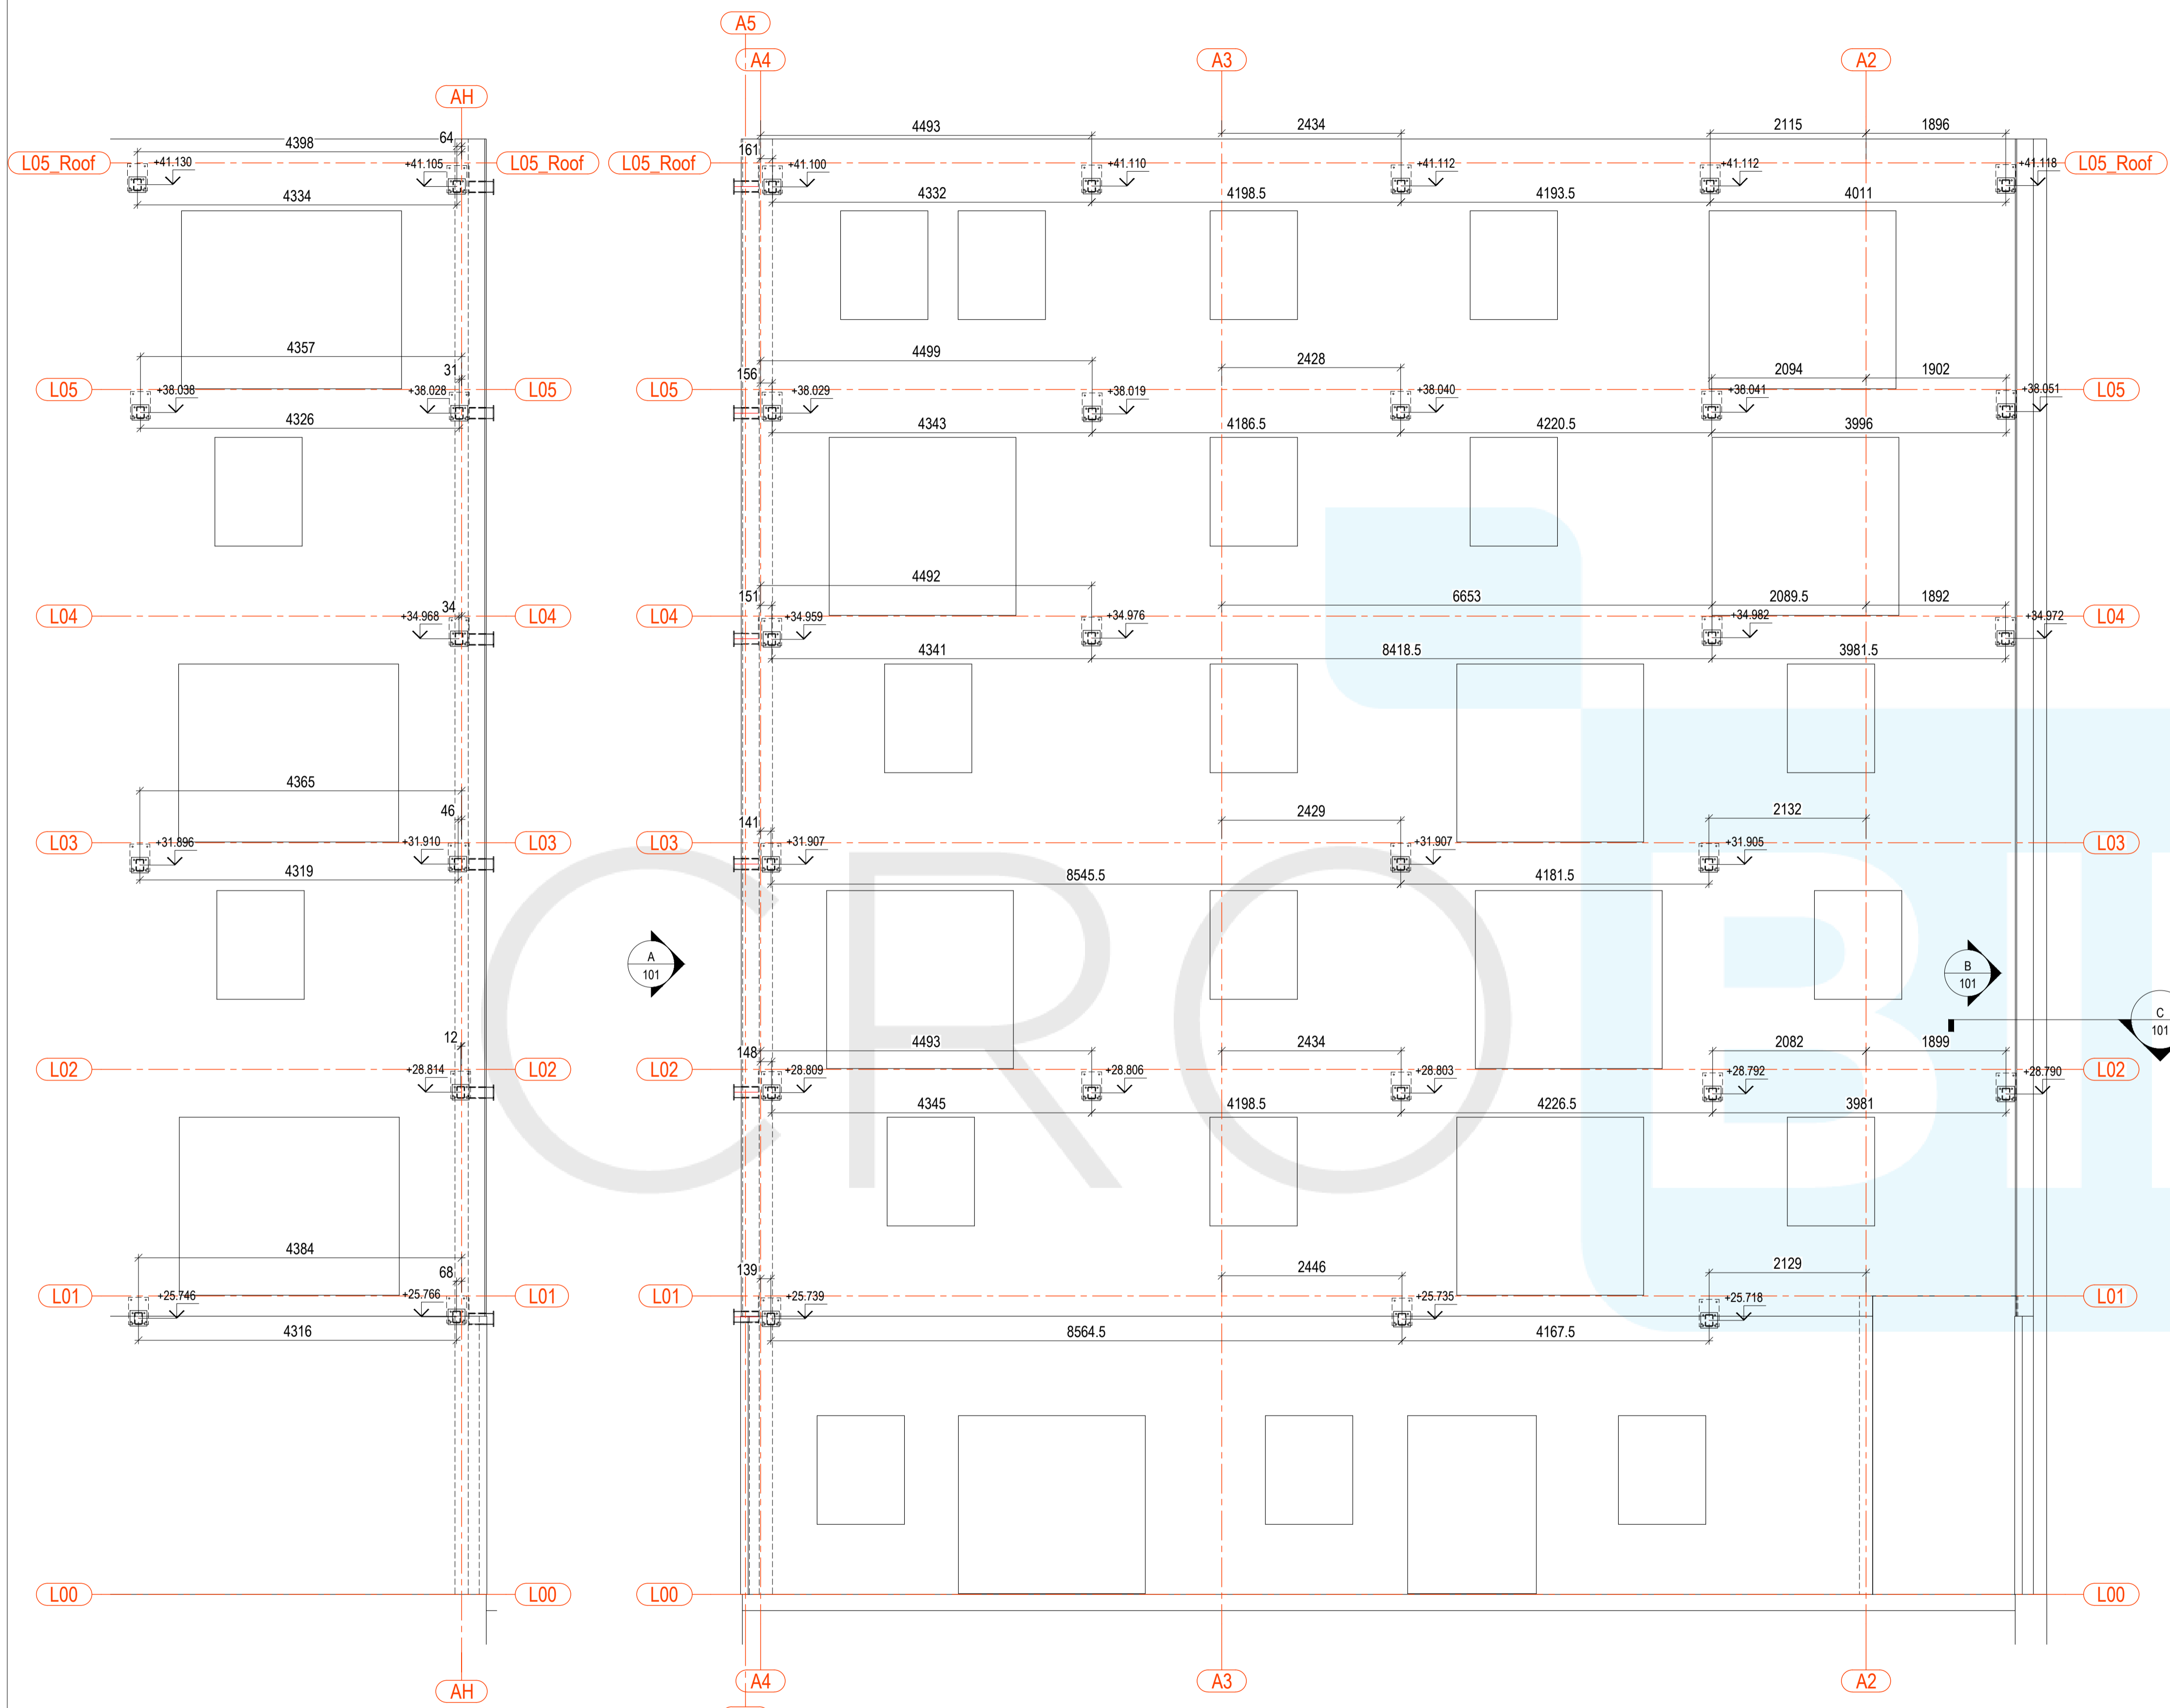 A5
A4 A3 A2
AH
4493 2434 2115 1896
4398 64
161
L05_Roof +41.130 +41.105 L05_Roof L05_Roof +41.100 +41.110 +41.112 +41.112 +41.118 L05_Roof
4334 4332 4198.5 4193.5 4011
4357 4499 2428
31 156 2094 1902
L05 +38.038 +38.028 L05 L05 +38.029 +38.019 +38.040 +38.041 +38.051 L05
4326 4343 4186.5 4220.5 3996
4492
34 151 6653 2089.5 1892
L04 +34.968 L04 L04 +34.959 +34.976 +34.982 +34.972 L04
4341 8418.5 3981.5
4365
46 141 2429 2132
L03 +31.896 +31.910 L03 L03 +31.907 +31.907 +31.905 L03
4319 8545.5 4181.5
CRO BI
A
101
B
101
C
101
12 148 4493 2434 2082 1899
L02 +28.814 L02 L02 +28.809 +28.806 +28.803 +28.792 +28.790 L02
4345 4198.5 4226.5 3981
4384
68 139 2446 2129
L01 +25.746 +25.766 L01 L01 +25.739 +25.735 +25.718 L01
4316 8564.5 4167.5
L00 L00 L00 L00
A4 A3 A2
AH